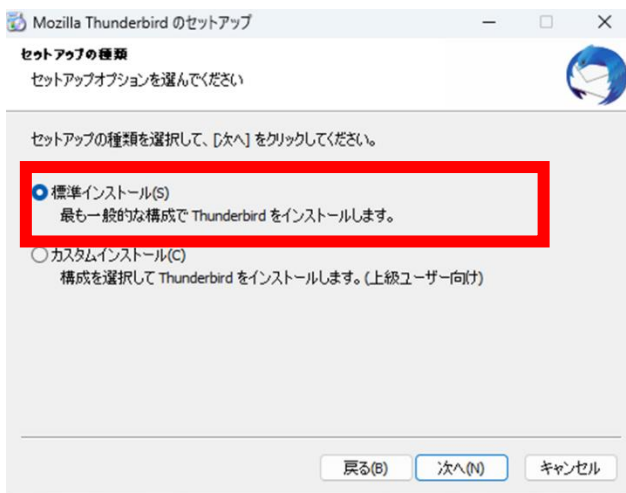 Mozilla Thunderbird のセットアップ
セットアップの種類
セットアップオプションを選んでください
セットアップの種類を選択して、[次へ] をクリックしてください。
標準インストール(S)
最も一般的な構成で Thunderbird をインストールします。
カスタムインストール(C)
構成を選択して Thunderbird をインストールします。(上級ユーザー向け)
戻る(B) 次へ(N) キャンセル